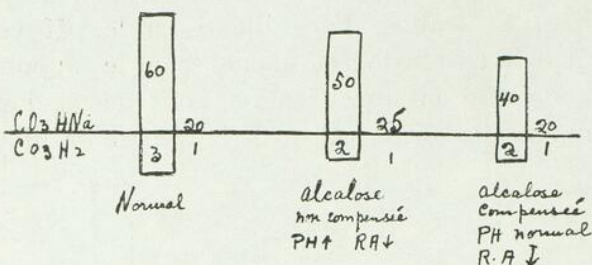 60
50
40
CO3HNa 20 25 20
CO3H2 3 1 2 1 2 1
Normal
alcalose
non compensée
PH↑ RA↓
alcalose
compensée
PH normal
R.A ↓